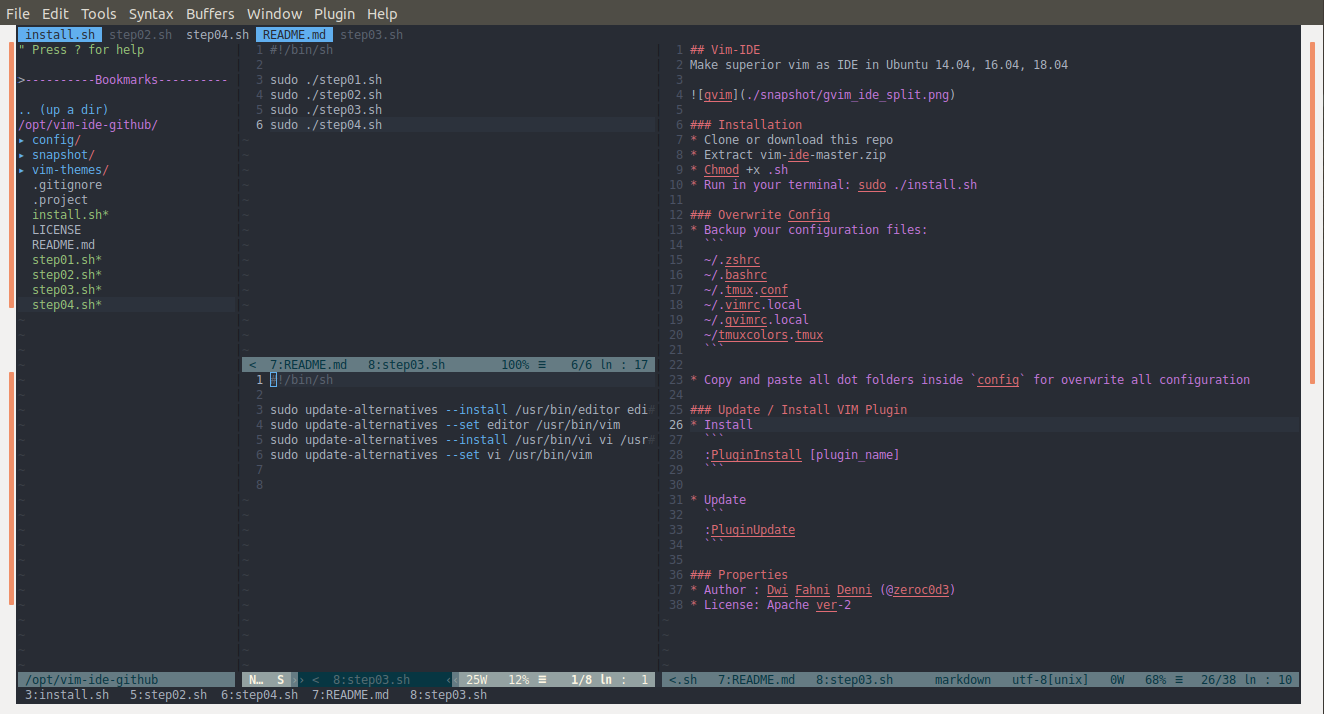 File Edit Tools Syntax Buffers Window Plugin Help
install.sh step02.sh step04.sh README.md step03.sh
" Press ? for help
>----------Bookmarks----------
.. (up a dir)
/opt/vim-ide-github/
▸ config/
▸ snapshot/
▸ vim-themes/
.gitignore
.project
install.sh*
LICENSE
README.md
step01.sh*
step02.sh*
step03.sh*
step04.sh*
/opt/vim-ide-github
1 #!/bin/sh
2
3 sudo ./step01.sh
4 sudo ./step02.sh
5 sudo ./step03.sh
6 sudo ./step04.sh
< 7:README.md 8:step03.sh 100% ≡ 6/6 ln : 17
1 #!/bin/sh
2
3 sudo update-alternatives --install /usr/bin/editor edi#
4 sudo update-alternatives --set editor /usr/bin/vim
5 sudo update-alternatives --install /usr/bin/vi vi /usr#
6 sudo update-alternatives --set vi /usr/bin/vim
7
8
N… S › < 8:step03.sh ‹ 25W 12% ≡ 1/8 ln : 1
1 ## Vim-IDE
2 Make superior vim as IDE in Ubuntu 14.04, 16.04, 18.04
3
4 ![gvim](./snapshot/gvim_ide_split.png)
5
6 ### Installation
7 * Clone or download this repo
8 * Extract vim-ide-master.zip
9 * Chmod +x .sh
10 * Run in your terminal: sudo ./install.sh
11
12 ### Overwrite Config
13 * Backup your configuration files:
14 ```
15 ~/.zshrc
16 ~/.bashrc
17 ~/.tmux.conf
18 ~/.vimrc.local
19 ~/.gvimrc.local
20 ~/tmuxcolors.tmux
21 ```
22
23 * Copy and paste all dot folders inside `config` for overwrite all configuration
24
25 ### Update / Install VIM Plugin
26 * Install
27 ```
28 :PluginInstall [plugin_name]
29 ```
30
31 * Update
32 ```
33 :PluginUpdate
34 ```
35
36 ### Properties
37 * Author : Dwi Fahni Denni (@zeroc0d3)
38 * License: Apache ver-2
<.sh 7:README.md 8:step03.sh markdown utf-8[unix] 0W 68% ≡ 26/38 ln : 10
3:install.sh 5:step02.sh 6:step04.sh 7:README.md 8:step03.sh